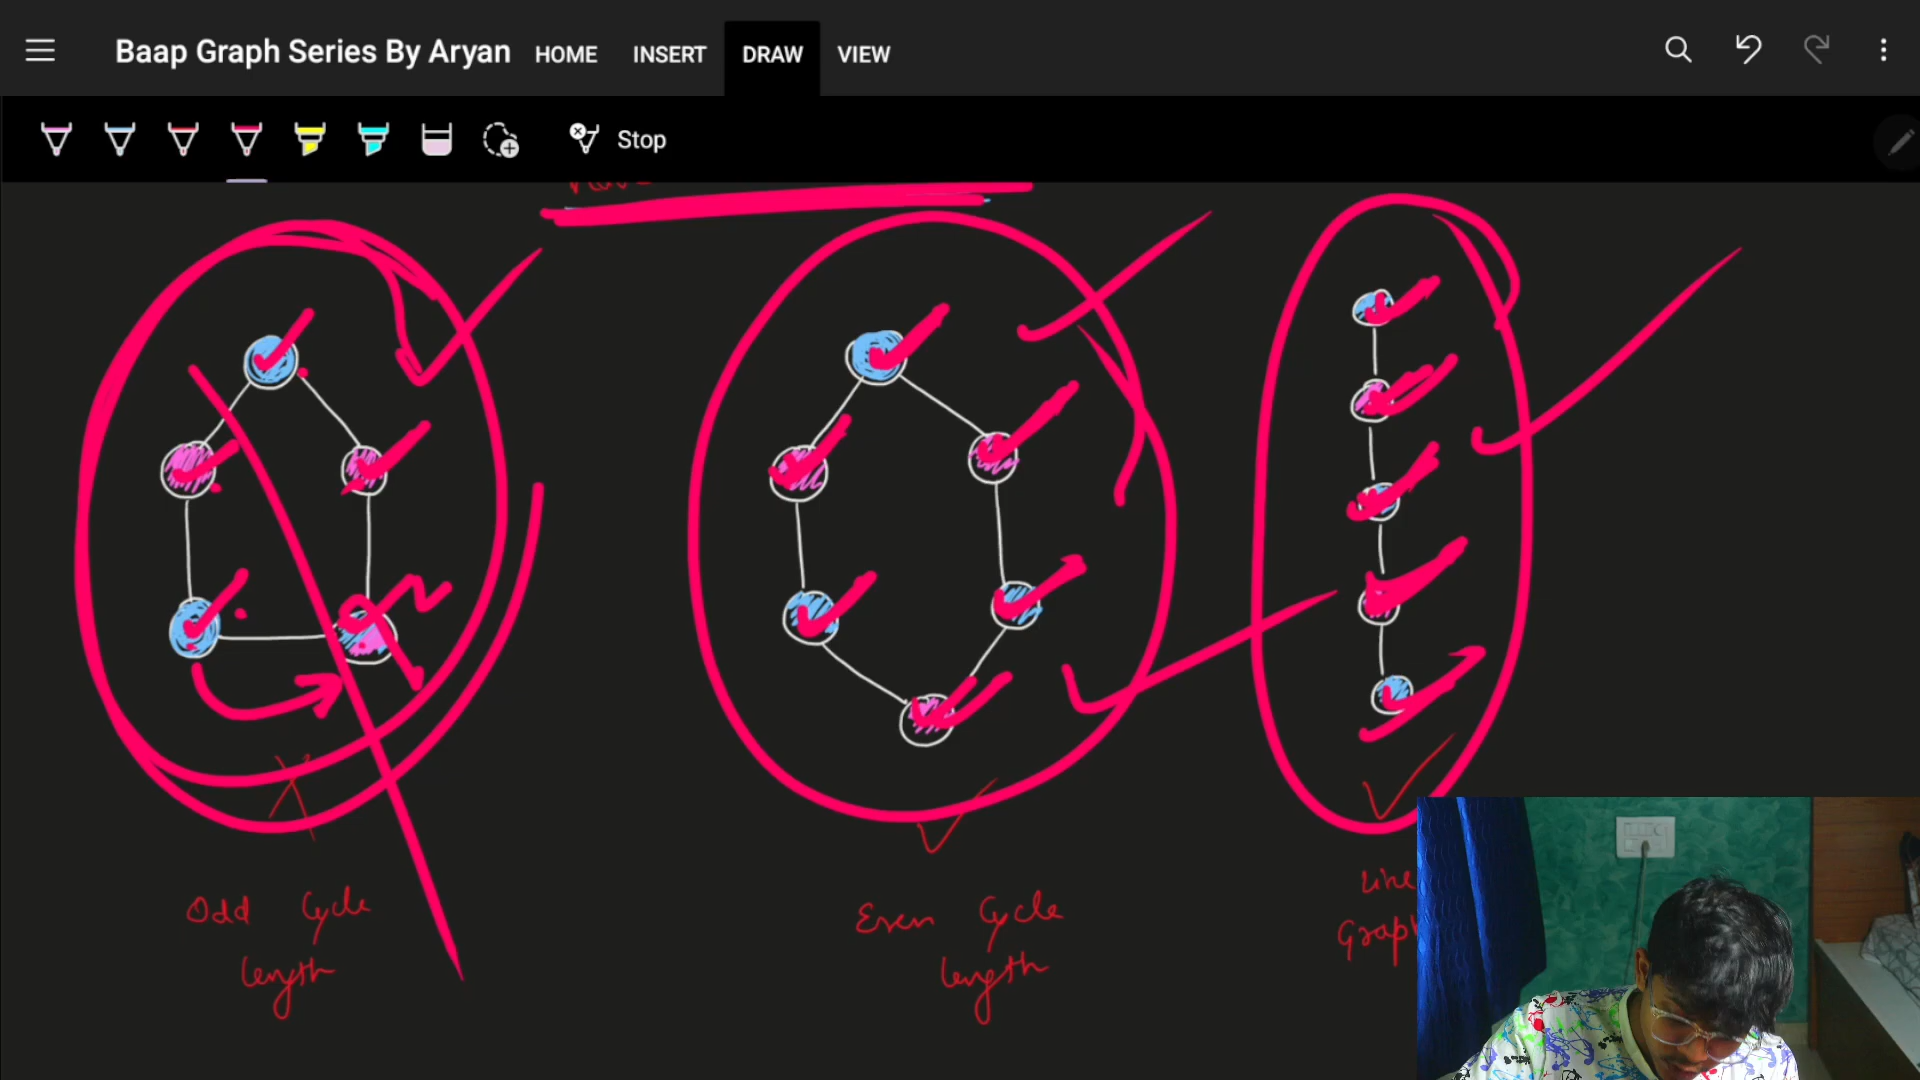 Baap Graph Series By Aryan HOME INSERT DRAW VIEW
Stop
Odd Cycle
length
Even Cycle
length
Line
Graph